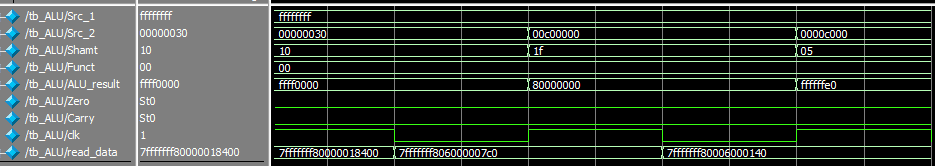 /tb_ALU/Src_1 ffffffff ffffffff
/tb_ALU/Src_2 00000030 00000030 00c00000 0000c000
/tb_ALU/Shamt 10 10 1f 05
/tb_ALU/Funct 00 00
/tb_ALU/ALU_result ffff0000 ffff0000 80000000 ffffffe0
/tb_ALU/Zero St0
/tb_ALU/Carry St0
/tb_ALU/clk 1
/tb_ALU/read_data 7fffffff80000018400 7fffffff80000018400 7fffffff806000007c0 7fffffff80006000140